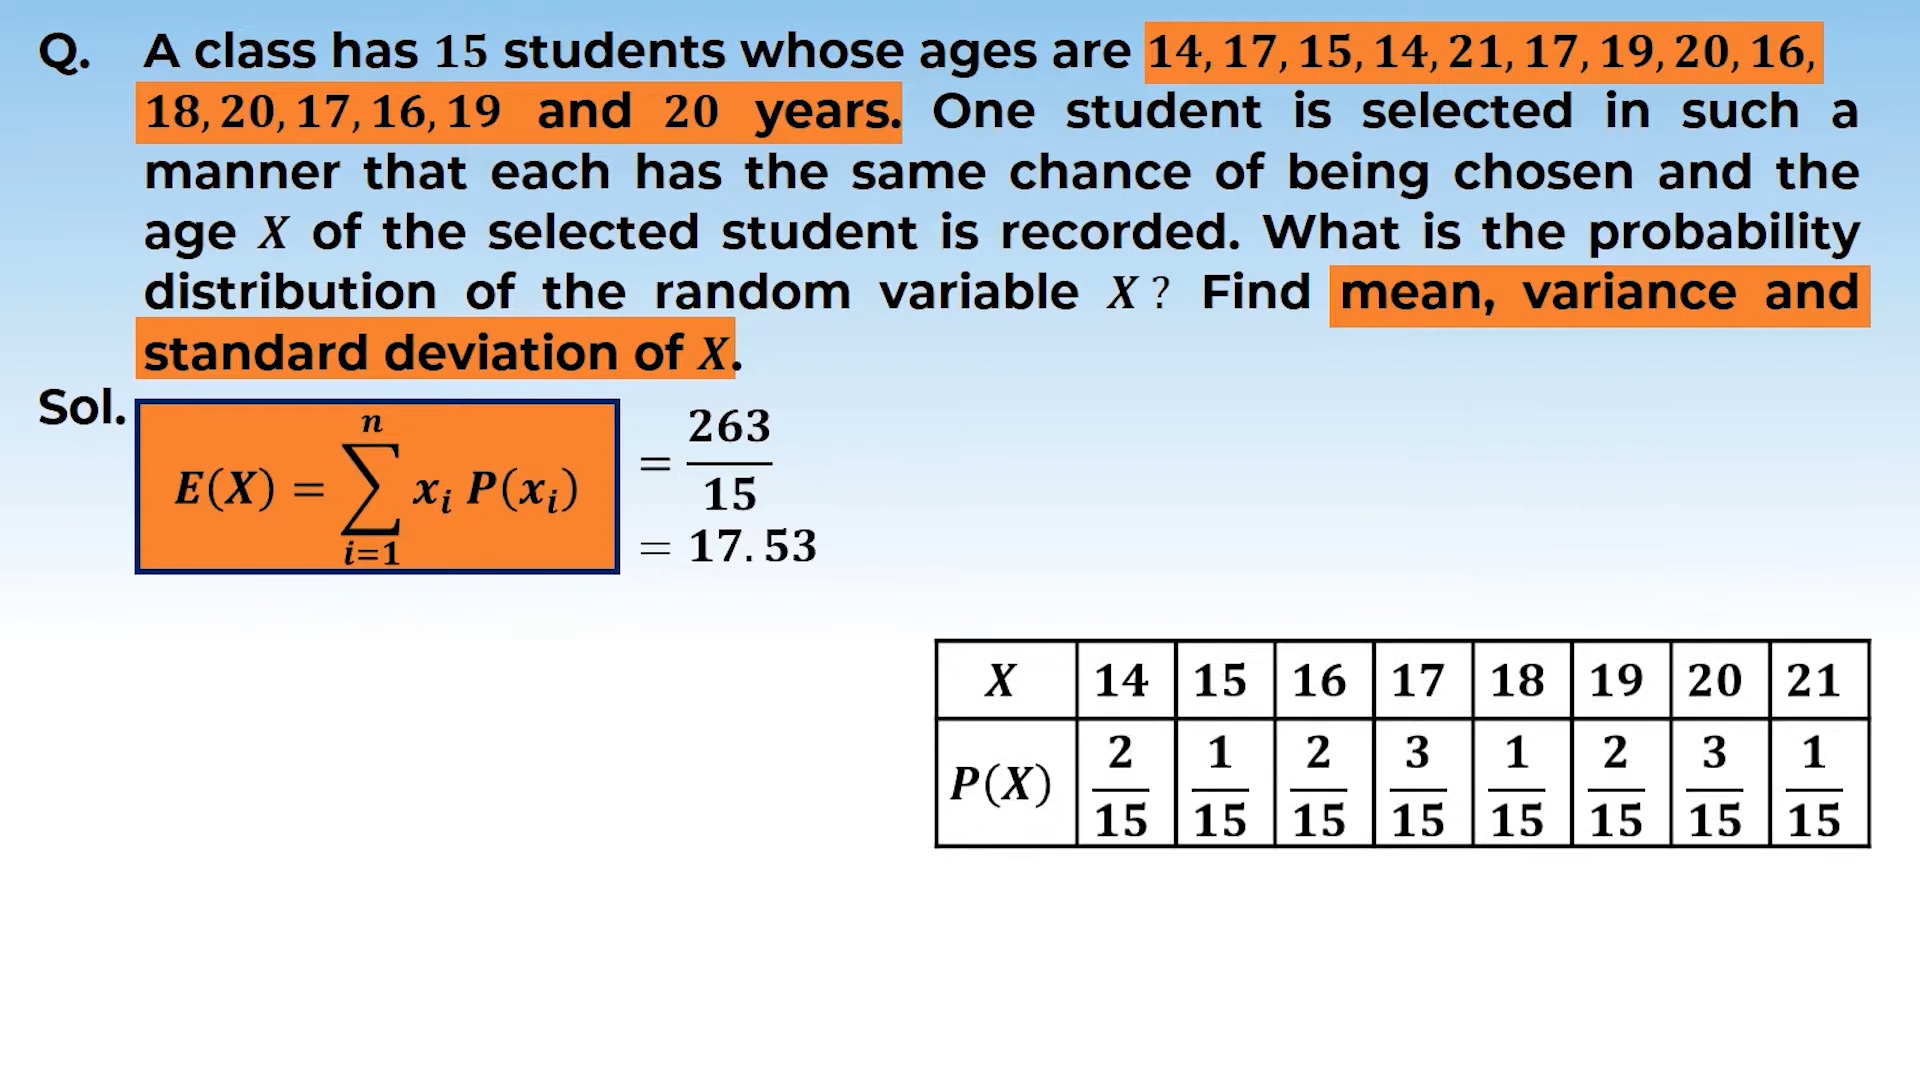 Q. A class has 15 students whose ages are 14, 17, 15, 14, 21, 17, 19, 20, 16,
18, 20, 17, 16, 19 and 20 years. One student is selected in such a
manner that each has the same chance of being chosen and the
age X of the selected student is recorded. What is the probability
distribution of the random variable X ? Find mean, variance and
standard deviation of X.
Sol. E(X) = ∑_{i=1}^{n} x_i P(x_i) = 263/15
= 17.53
X 14 15 16 17 18 19 20 21
P(X) 2/15 1/15 2/15 3/15 1/15 2/15 3/15 1/15